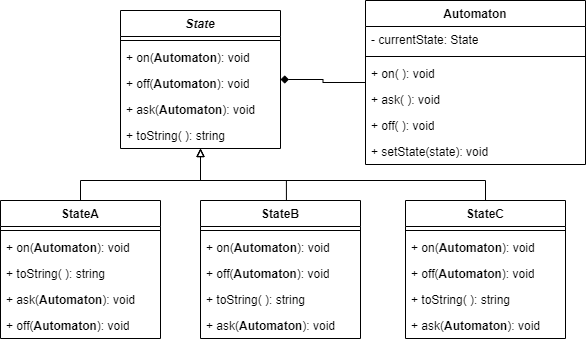 State
+ on(Automaton): void
+ off(Automaton): void
+ ask(Automaton): void
+ toString( ): string
Automaton
- currentState: State
+ on( ): void
+ ask( ): void
+ off( ): void
+ setState(state): void
StateA
+ on(Automaton): void
+ toString( ): string
+ ask(Automaton): void
+ off(Automaton): void
StateB
+ on(Automaton): void
+ off(Automaton): void
+ toString( ): string
+ ask(Automaton): void
StateC
+ on(Automaton): void
+ off(Automaton): void
+ toString( ): string
+ ask(Automaton): void